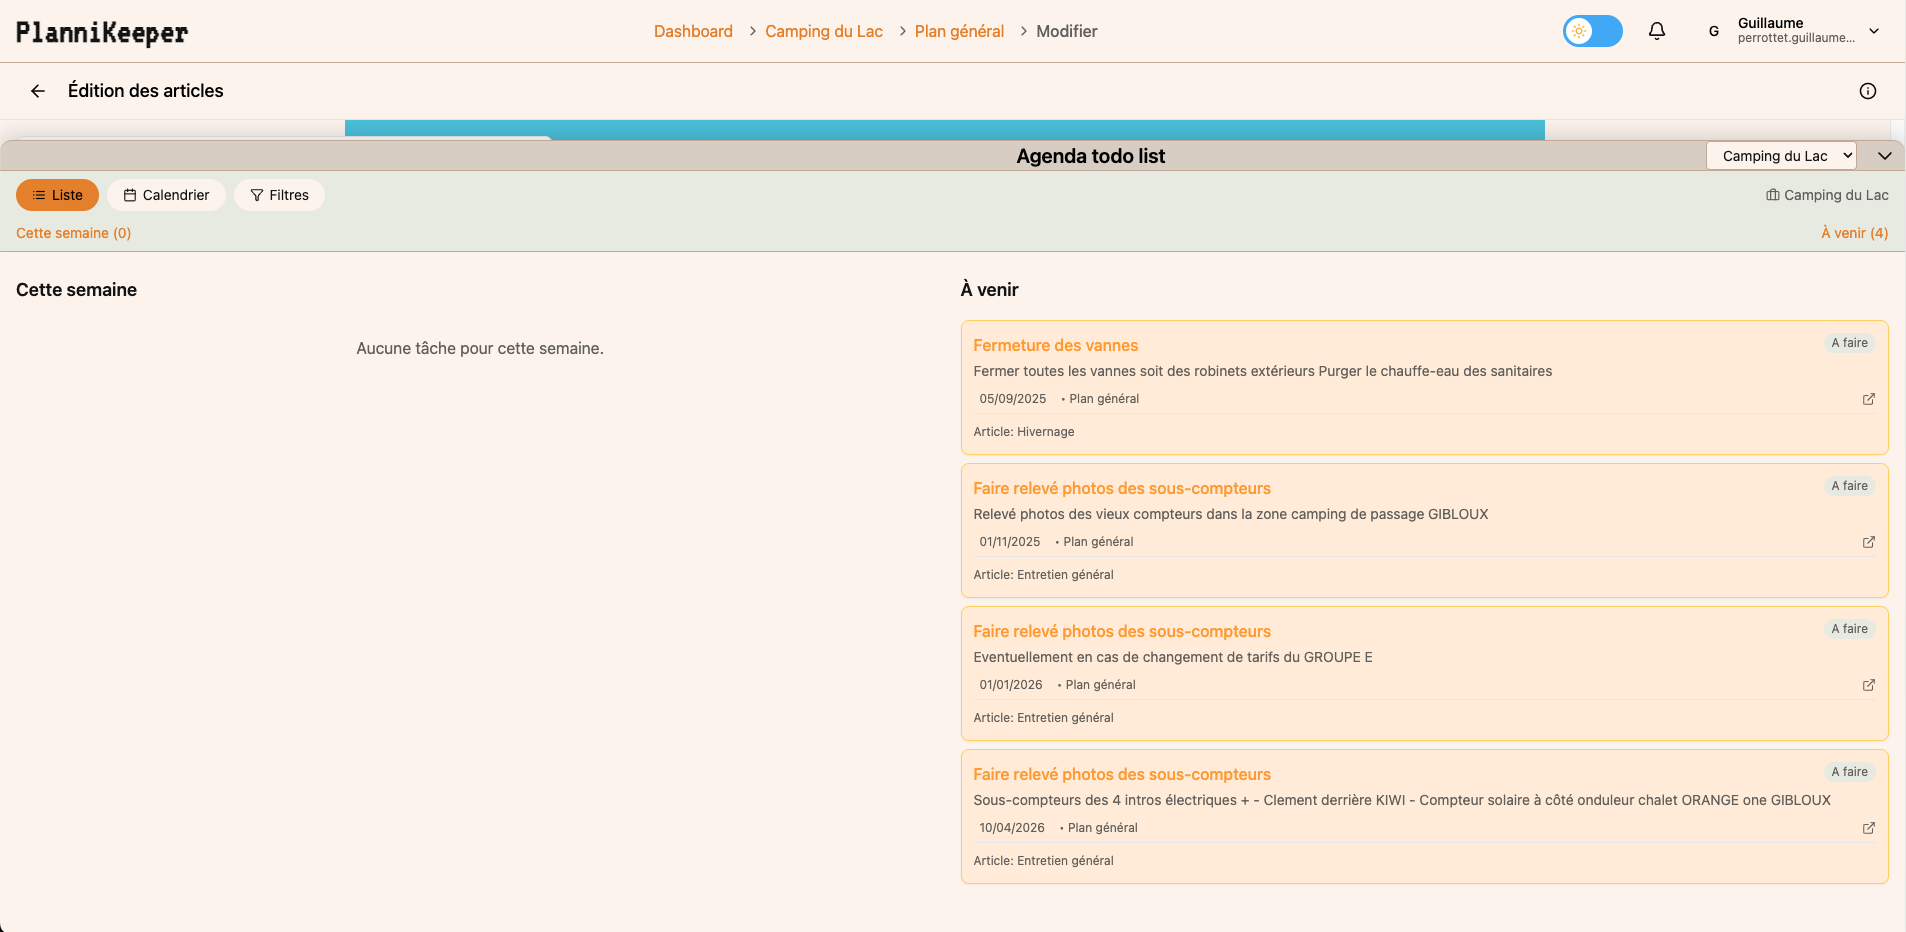 PlanniKeeper
Dashboard > Camping du Lac > Plan général > Modifier
G
Guillaume
perrottet.guillaume...
Édition des articles
Agenda todo list
Camping du Lac
Liste
Calendrier
Filtres
Camping du Lac
Cette semaine (0)
À venir (4)
Cette semaine
Aucune tâche pour cette semaine.
À venir
Fermeture des vannes
A faire
Fermer toutes les vannes soit des robinets extérieurs Purger le chauffe-eau des sanitaires
05/09/2025 • Plan général
Article: Hivernage
Faire relevé photos des sous-compteurs
A faire
Relevé photos des vieux compteurs dans la zone camping de passage GIBLOUX
01/11/2025 • Plan général
Article: Entretien général
Faire relevé photos des sous-compteurs
A faire
Eventuellement en cas de changement de tarifs du GROUPE E
01/01/2026 • Plan général
Article: Entretien général
Faire relevé photos des sous-compteurs
A faire
Sous-compteurs des 4 intros électriques + - Clement derrière KIWI - Compteur solaire à côté onduleur chalet ORANGE one GIBLOUX
10/04/2026 • Plan général
Article: Entretien général